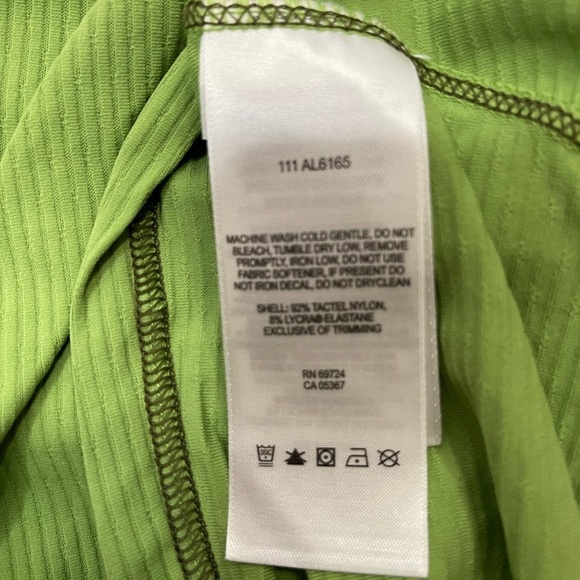 111 AL6165
MACHINE WASH COLD GENTLE, DO NOT
BLEACH, TUMBLE DRY LOW, REMOVE
PROMPTLY, IRON LOW, DO NOT USE
FABRIC SOFTENER, IF PRESENT DO
NOT IRON DECAL, DO NOT DRYCLEAN
SHELL: 92% TACTEL NYLON,
8% LYCRA® ELASTANE
EXCLUSIVE OF TRIMMING
RN 69724
CA 05367
30C